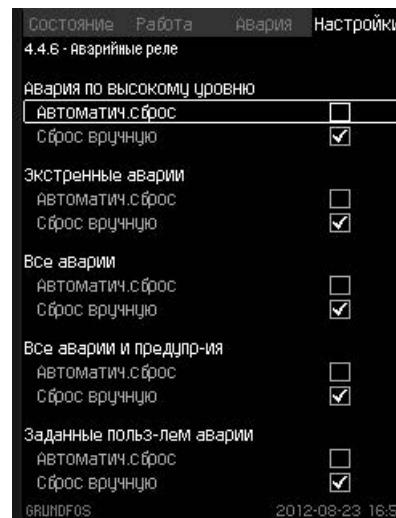 Состояние Работа Авария Настройки
4.4.6 - Аварийные реле
Авария по высокому уровню
Автоматич.сброс
Сброс вручную
Экстренные аварии
Автоматич.сброс
Сброс вручную
Все аварии
Автоматич.сброс
Сброс вручную
Все аварии и предупр-ия
Автоматич.сброс
Сброс вручную
Заданные польз-лем аварии
Автоматич.сброс
Сброс вручную
GRUNDFOS 2012-08-23